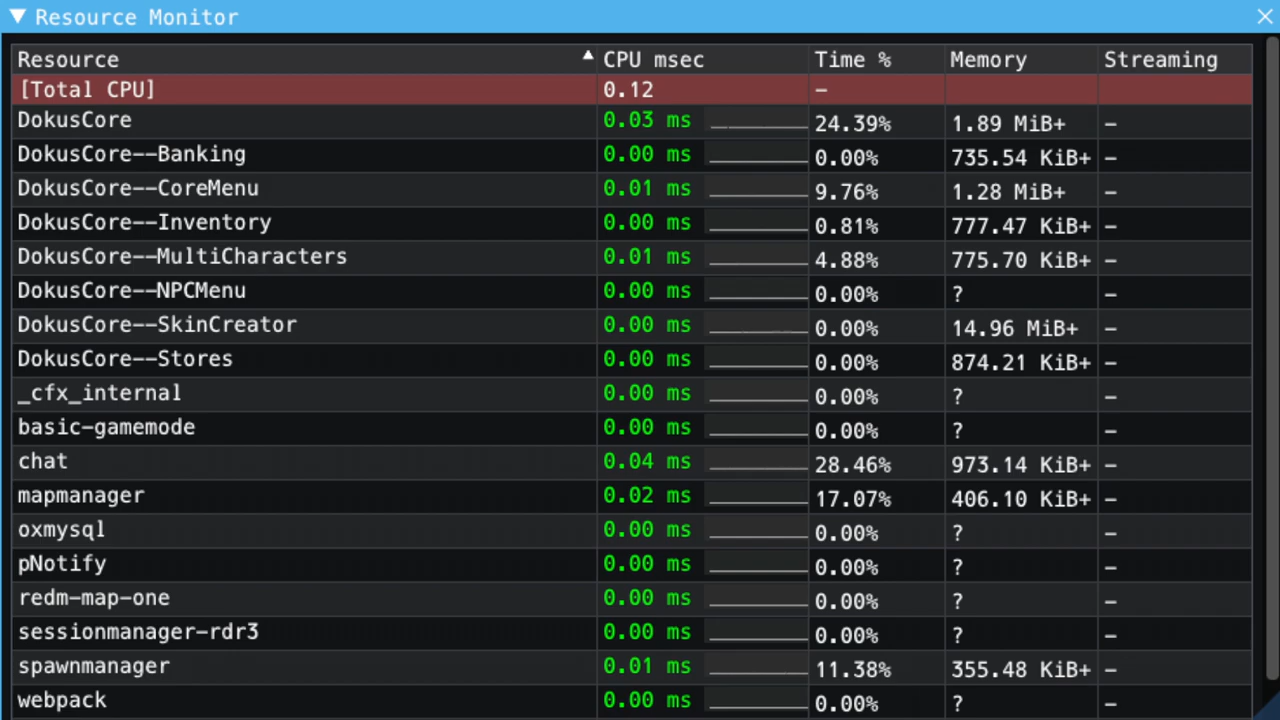 ▼ Resource Monitor ×
Resource ▲ CPU msec Time % Memory Streaming
[Total CPU] 0.12 –
DokusCore 0.03 ms 24.39% 1.89 MiB+ –
DokusCore--Banking 0.00 ms 0.00% 735.54 KiB+ –
DokusCore--CoreMenu 0.01 ms 9.76% 1.28 MiB+ –
DokusCore--Inventory 0.00 ms 0.81% 777.47 KiB+ –
DokusCore--MultiCharacters 0.01 ms 4.88% 775.70 KiB+ –
DokusCore--NPCMenu 0.00 ms 0.00% ? –
DokusCore--SkinCreator 0.00 ms 0.00% 14.96 MiB+ –
DokusCore--Stores 0.00 ms 0.00% 874.21 KiB+ –
_cfx_internal 0.00 ms 0.00% ? –
basic-gamemode 0.00 ms 0.00% ? –
chat 0.04 ms 28.46% 973.14 KiB+ –
mapmanager 0.02 ms 17.07% 406.10 KiB+ –
oxmysql 0.00 ms 0.00% ? –
pNotify 0.00 ms 0.00% ? –
redm-map-one 0.00 ms 0.00% ? –
sessionmanager-rdr3 0.00 ms 0.00% ? –
spawnmanager 0.01 ms 11.38% 355.48 KiB+ –
webpack 0.00 ms 0.00% ? –